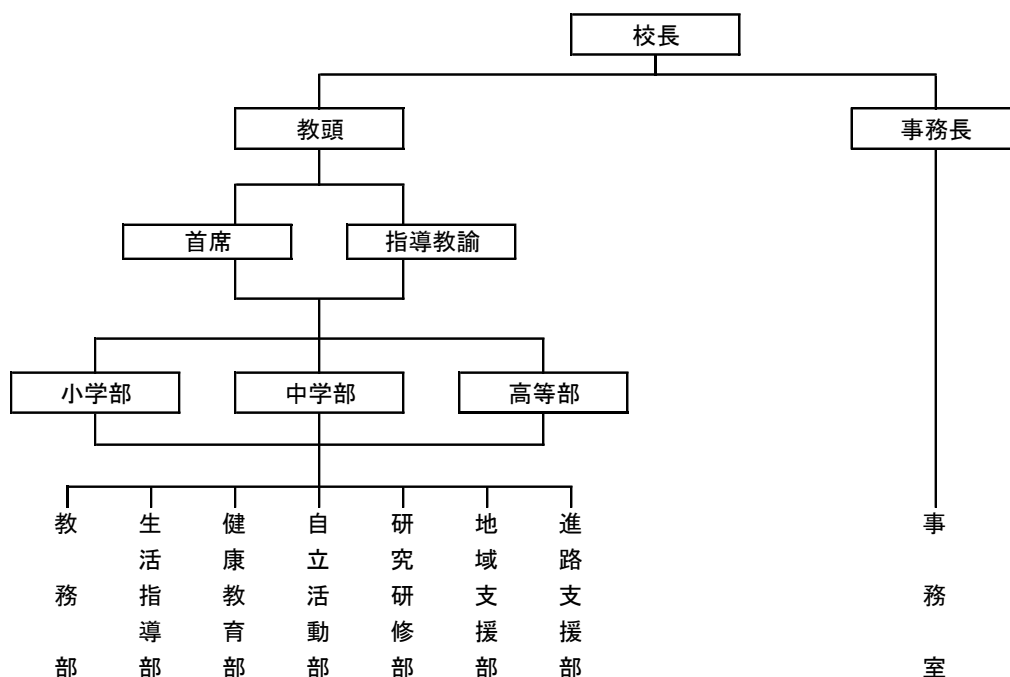 校長
教頭
事務長
首席
指導教諭
小学部
中学部
高等部
教務部
生活指導部
健康教育部
自立活動部
研究研修部
地域支援部
進路支援部
事務室